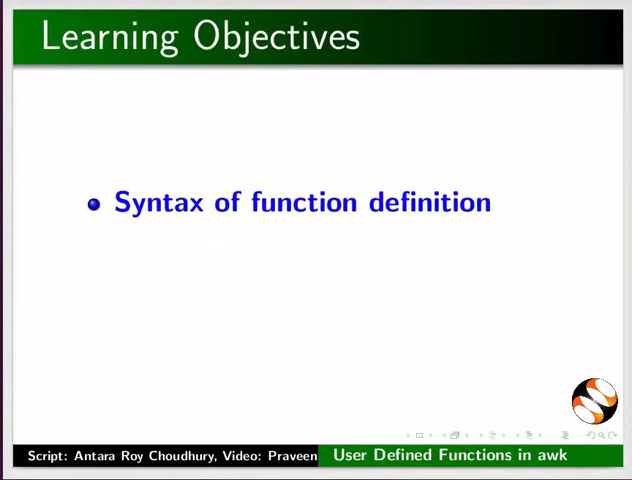 Learning Objectives
Syntax of function definition
Script: Antara Roy Choudhury, Video: Praveen
User Defined Functions in awk